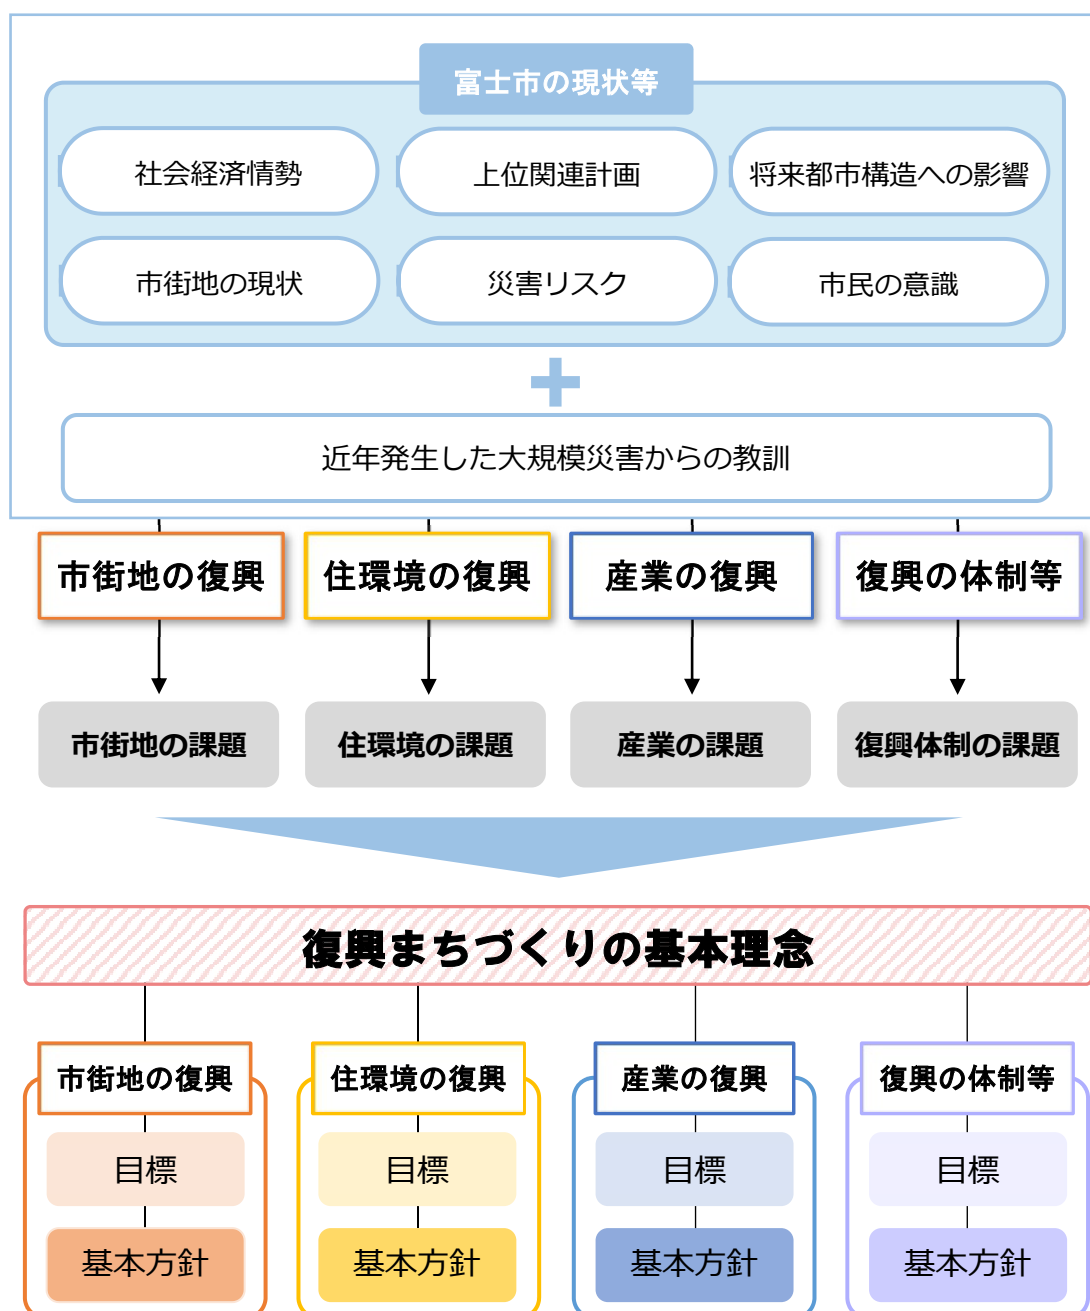 富士市の現状等
社会経済情勢
上位関連計画
将来都市構造への影響
市街地の現状
災害リスク
市民の意識
近年発生した大規模災害からの教訓
市街地の復興
住環境の復興
産業の復興
復興の体制等
市街地の課題
住環境の課題
産業の課題
復興体制の課題
復興まちづくりの基本理念
市街地の復興
住環境の復興
産業の復興
復興の体制等
目標
目標
目標
目標
基本方針
基本方針
基本方針
基本方針